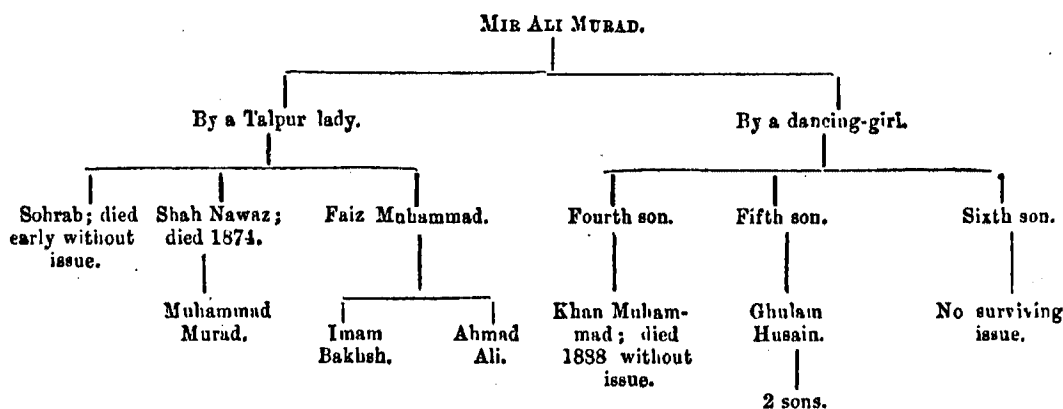 MIR ALI MURAD.
By a Talpur lady.
By a dancing-girl.
Sohrab; died
early without
issue.
Shah Nawaz;
died 1874.
Faiz Muhammad.
Fourth son.
Fifth son.
Sixth son.
Muhammad
Murad.
Imam
Bakhsh.
Ahmad
Ali.
Khan Muham-
mad; died
1888 without
issue.
Ghulam
Husain.
No surviving
issue.
2 sons.